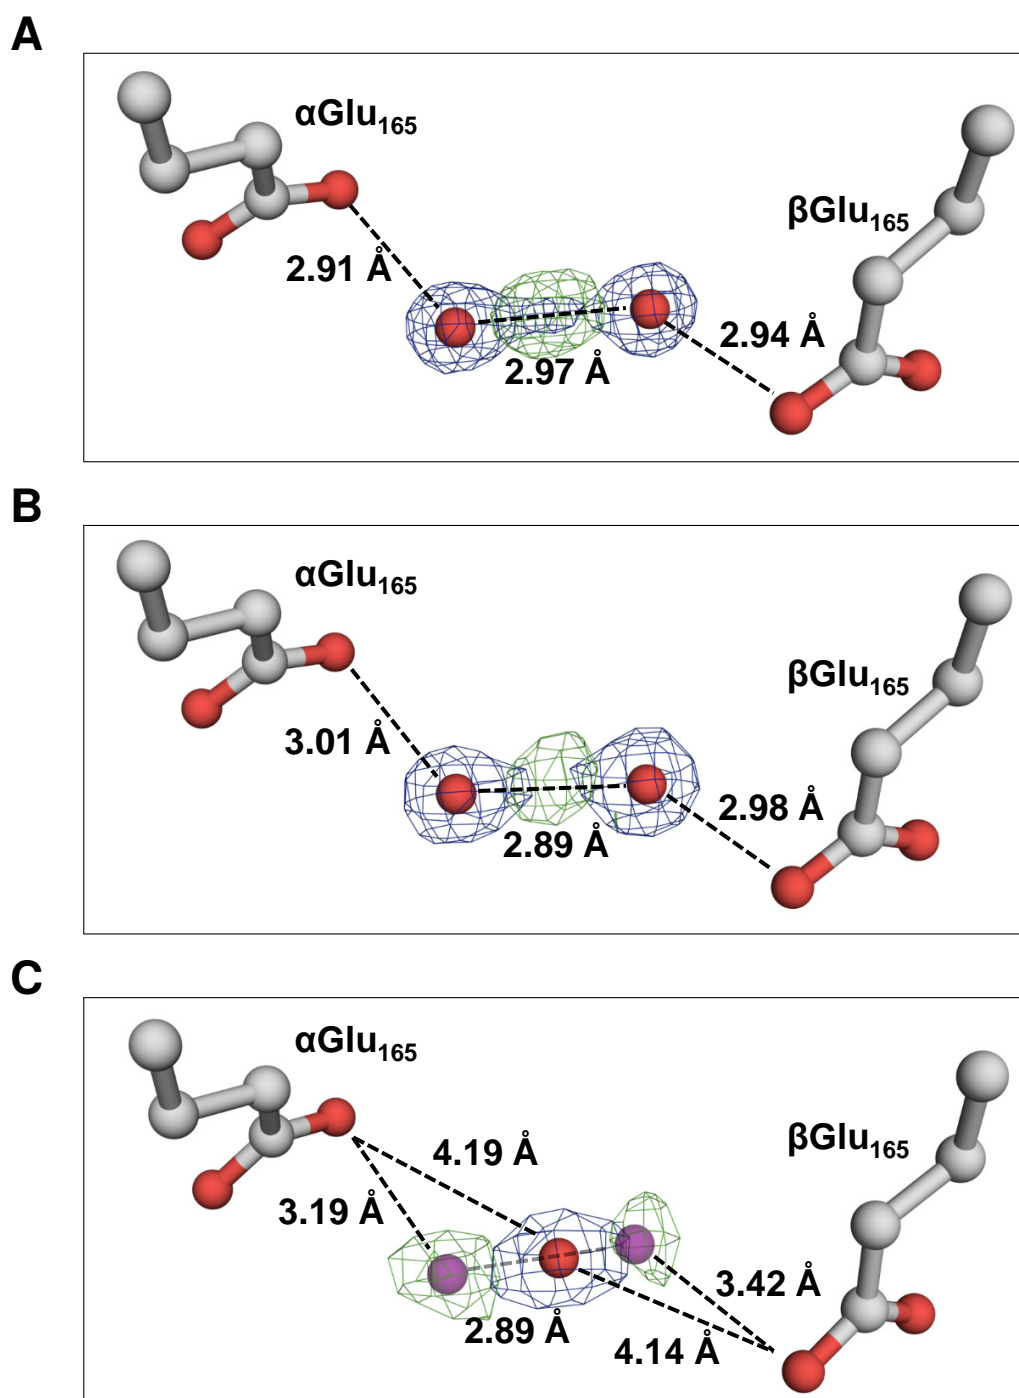 A
αGlu165
βGlu165
2.91 Å
2.94 Å
2.97 Å
B
αGlu165
βGlu165
3.01 Å
2.98 Å
2.89 Å
C
αGlu165
βGlu165
4.19 Å
3.19 Å
3.42 Å
2.89 Å
4.14 Å